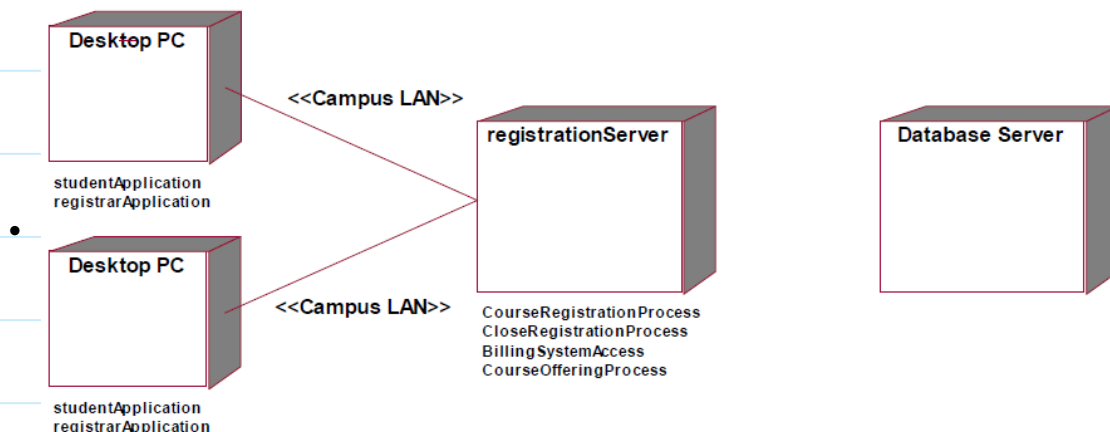 Desktop PC
<<Campus LAN>>
registrationServer
Database Server
studentApplication
registrarApplication
Desktop PC
<<Campus LAN>>
CourseRegistrationProcess
CloseRegistrationProcess
BillingSystemAccess
CourseOfferingProcess
studentApplication
registrarApplication